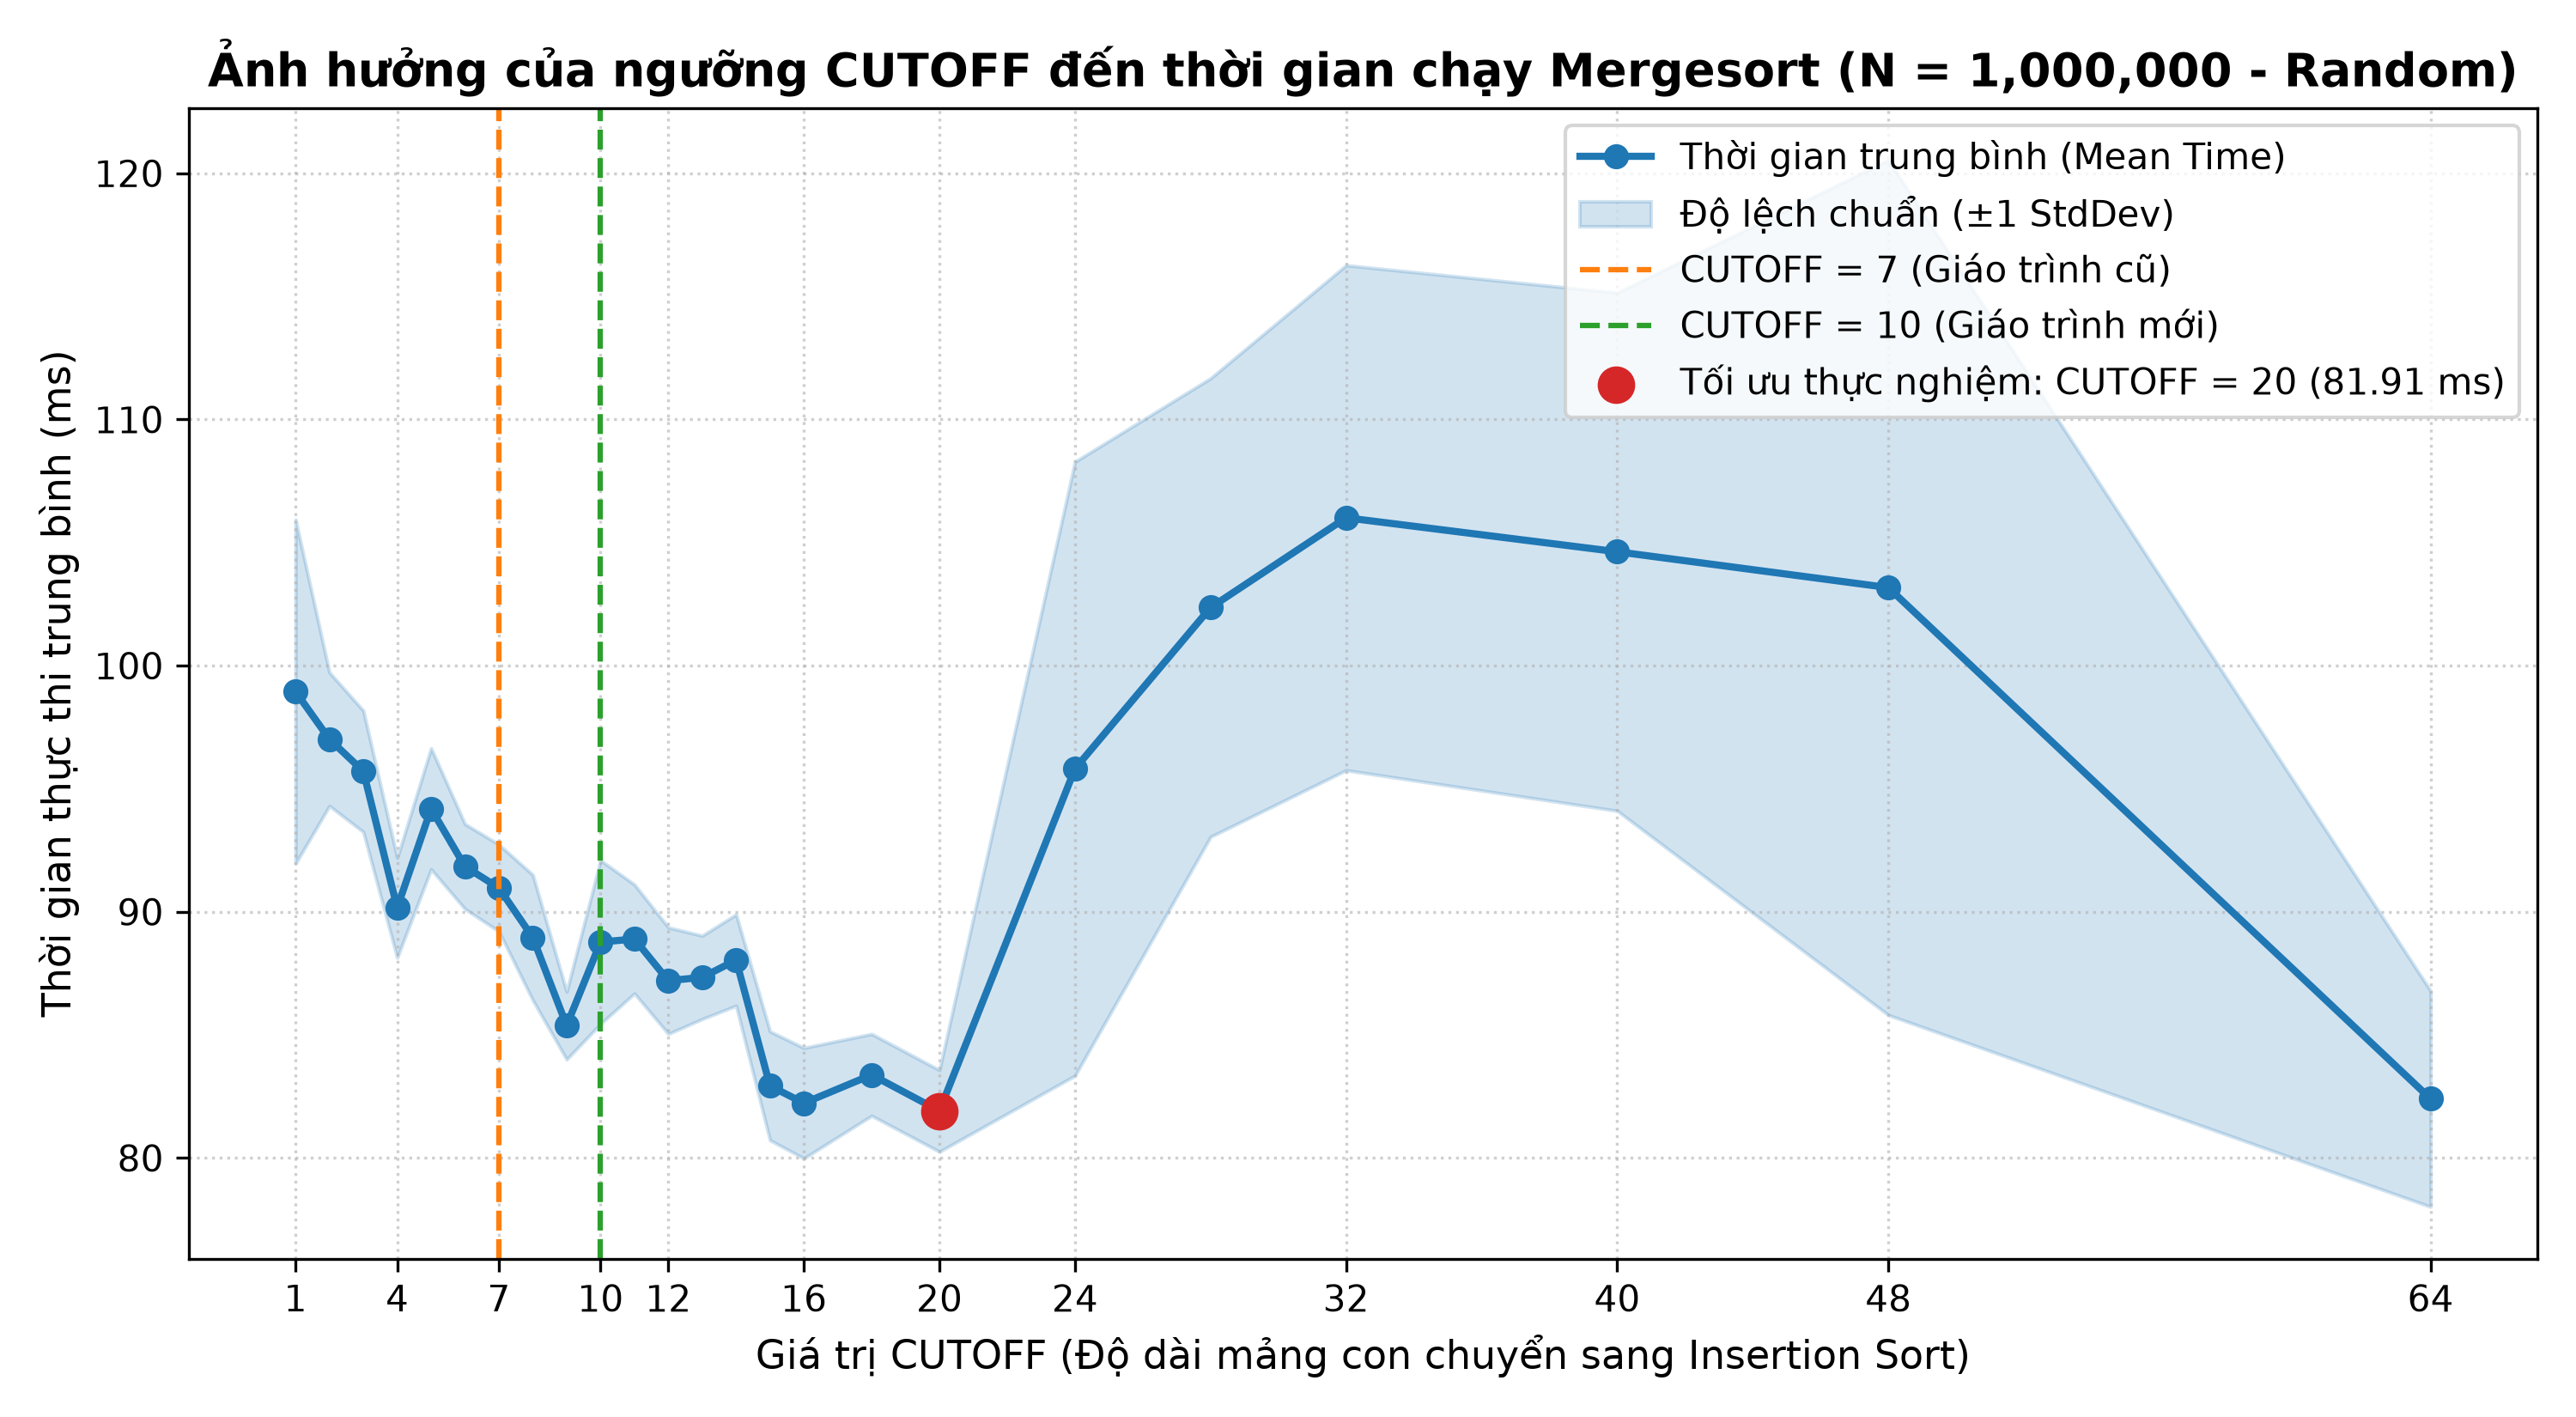 Ảnh hưởng của ngưỡng CUTOFF đến thời gian chạy Mergesort (N = 1,000,000 - Random)
Thời gian trung bình (Mean Time)
Độ lệch chuẩn (±1 StdDev)
CUTOFF = 7 (Giáo trình cũ)
CUTOFF = 10 (Giáo trình mới)
Tối ưu thực nghiệm: CUTOFF = 20 (81.91 ms)
Thời gian thực thi trung bình (ms)
120
110
100
90
80
1 4 7 10 12 16 20 24 32 40 48 64
Giá trị CUTOFF (Độ dài mảng con chuyển sang Insertion Sort)